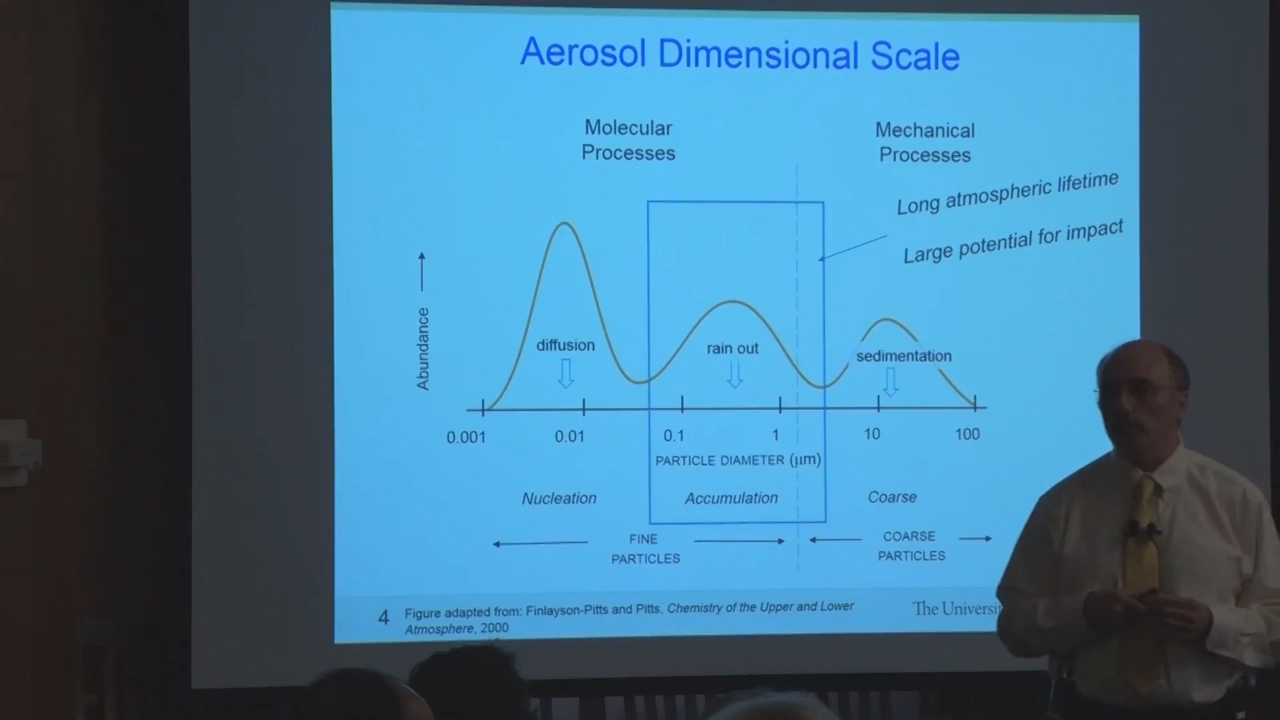 Aerosol Dimensional Scale
Molecular
Processes
Mechanical
Processes
Long atmospheric lifetime
Large potential for impact
Abundance
diffusion
rain out
sedimentation
0.001
0.01
0.1
1
10
100
PARTICLE DIAMETER (μm)
Nucleation
Accumulation
Coarse
FINE
PARTICLES
COARSE
PARTICLES
4
Figure adapted from: Finlayson-Pitts and Pitts, Chemistry of the Upper and Lower
Atmosphere, 2000
The Universi